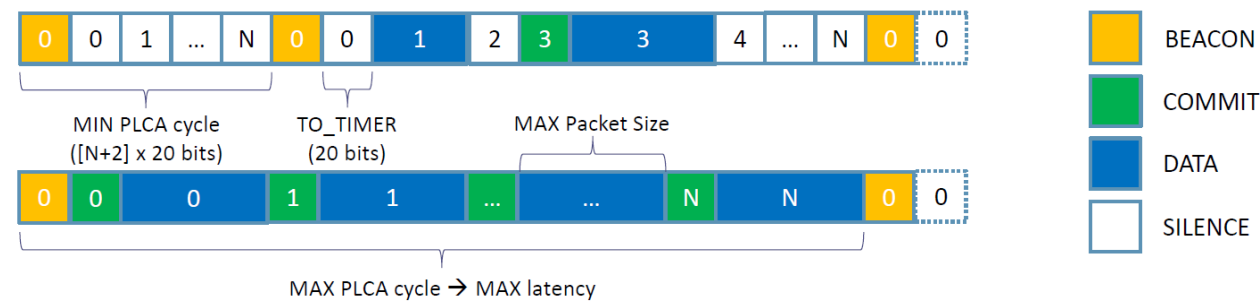 0 0 1 ... N 0 0 1 2 3 3 4 ... N 0 0
MIN PLCA cycle
([N+2] x 20 bits)
TO_TIMER
(20 bits)
MAX Packet Size
0 0 0 1 1 ... ... N N 0 0
MAX PLCA cycle → MAX latency
BEACON
COMMIT
DATA
SILENCE